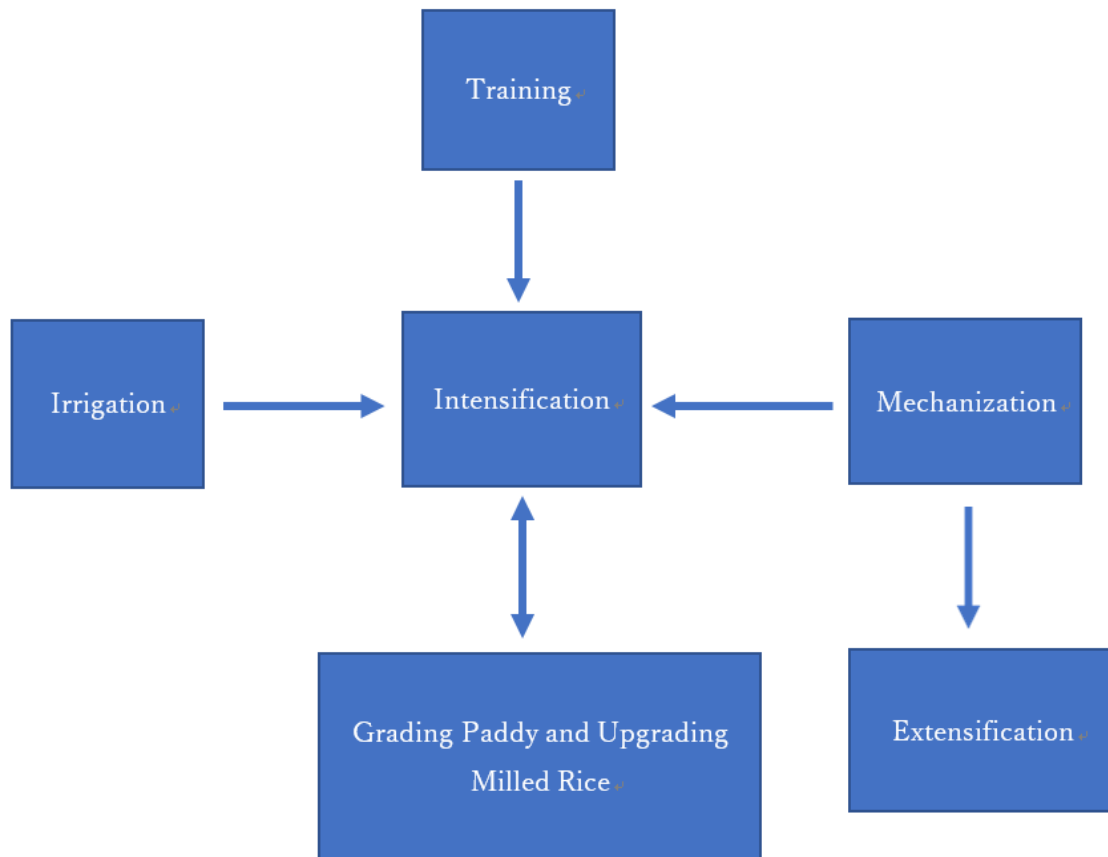 Training
Irrigation
Intensification
Mechanization
Grading Paddy and Upgrading
Milled Rice
Extensification